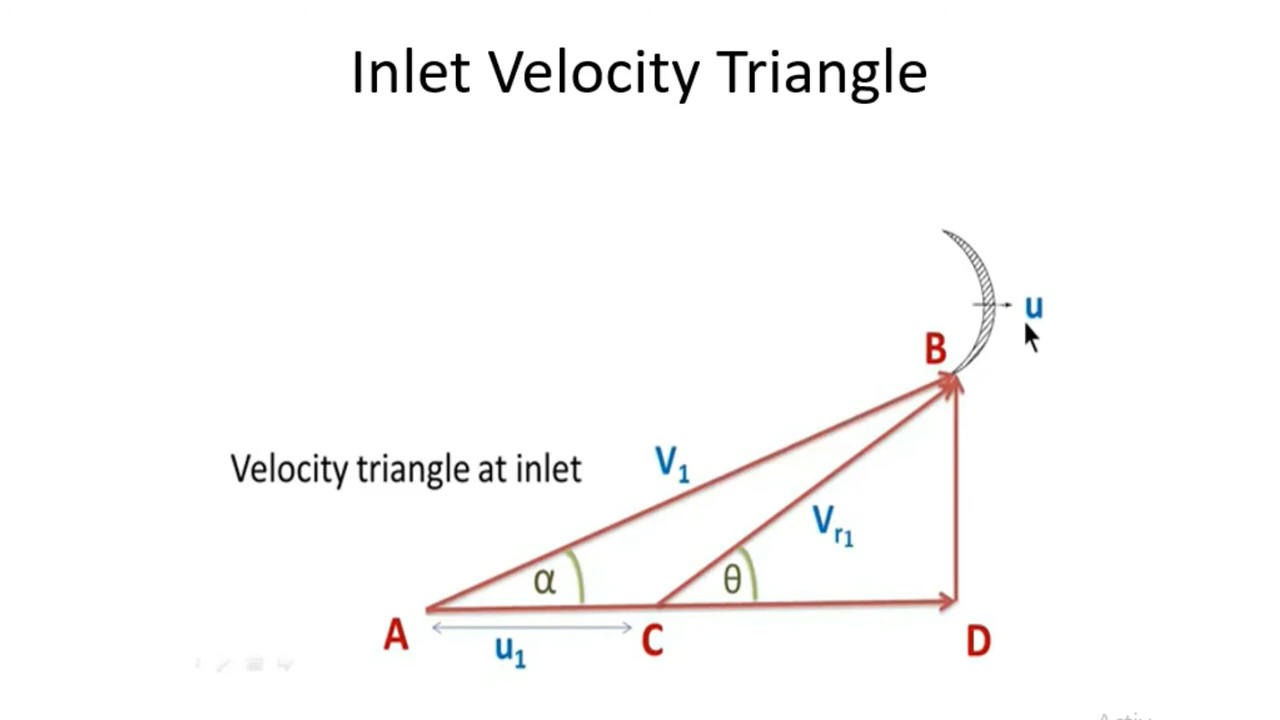 Inlet Velocity Triangle
u
B
Velocity triangle at inlet
V₁
Vᵣ₁
α
θ
A
u₁
C
D